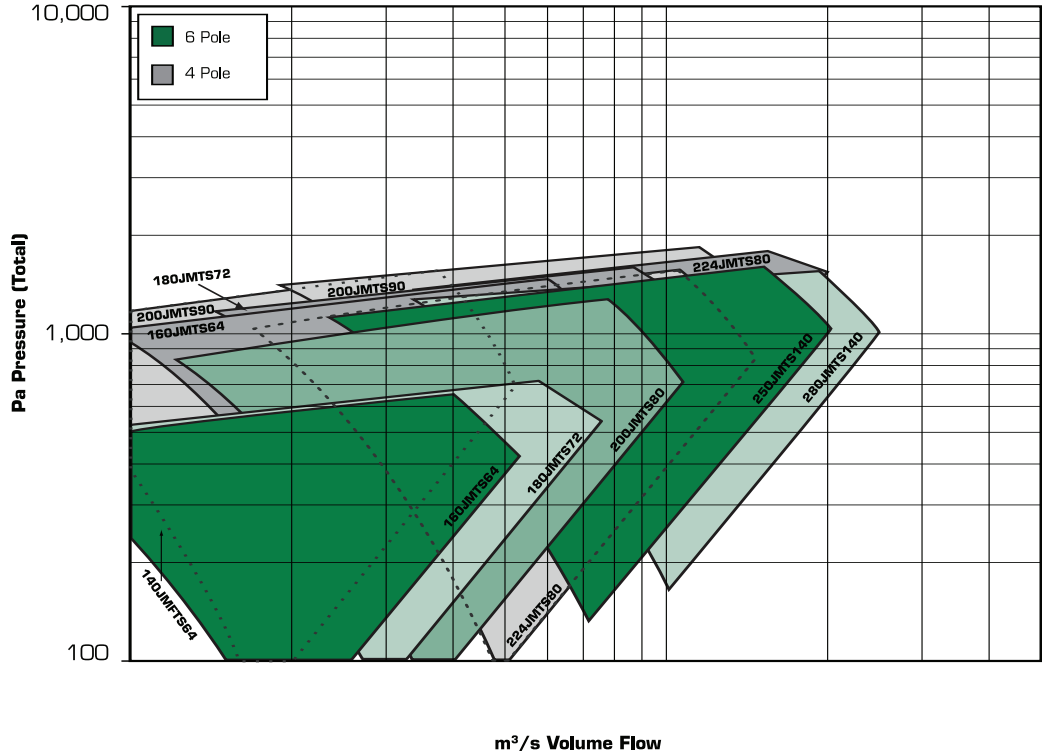 10,000
6 Pole
4 Pole
Pa Pressure (Total)
180JMTS72
200JMTS90
224JMTS80
200JMTS90
160JMTS64
1,000
250JMTS140
280JMTS140
200JMTS80
180JMTS72
160JMTS64
140JMFTS64
224JMTS80
100
m³/s Volume Flow